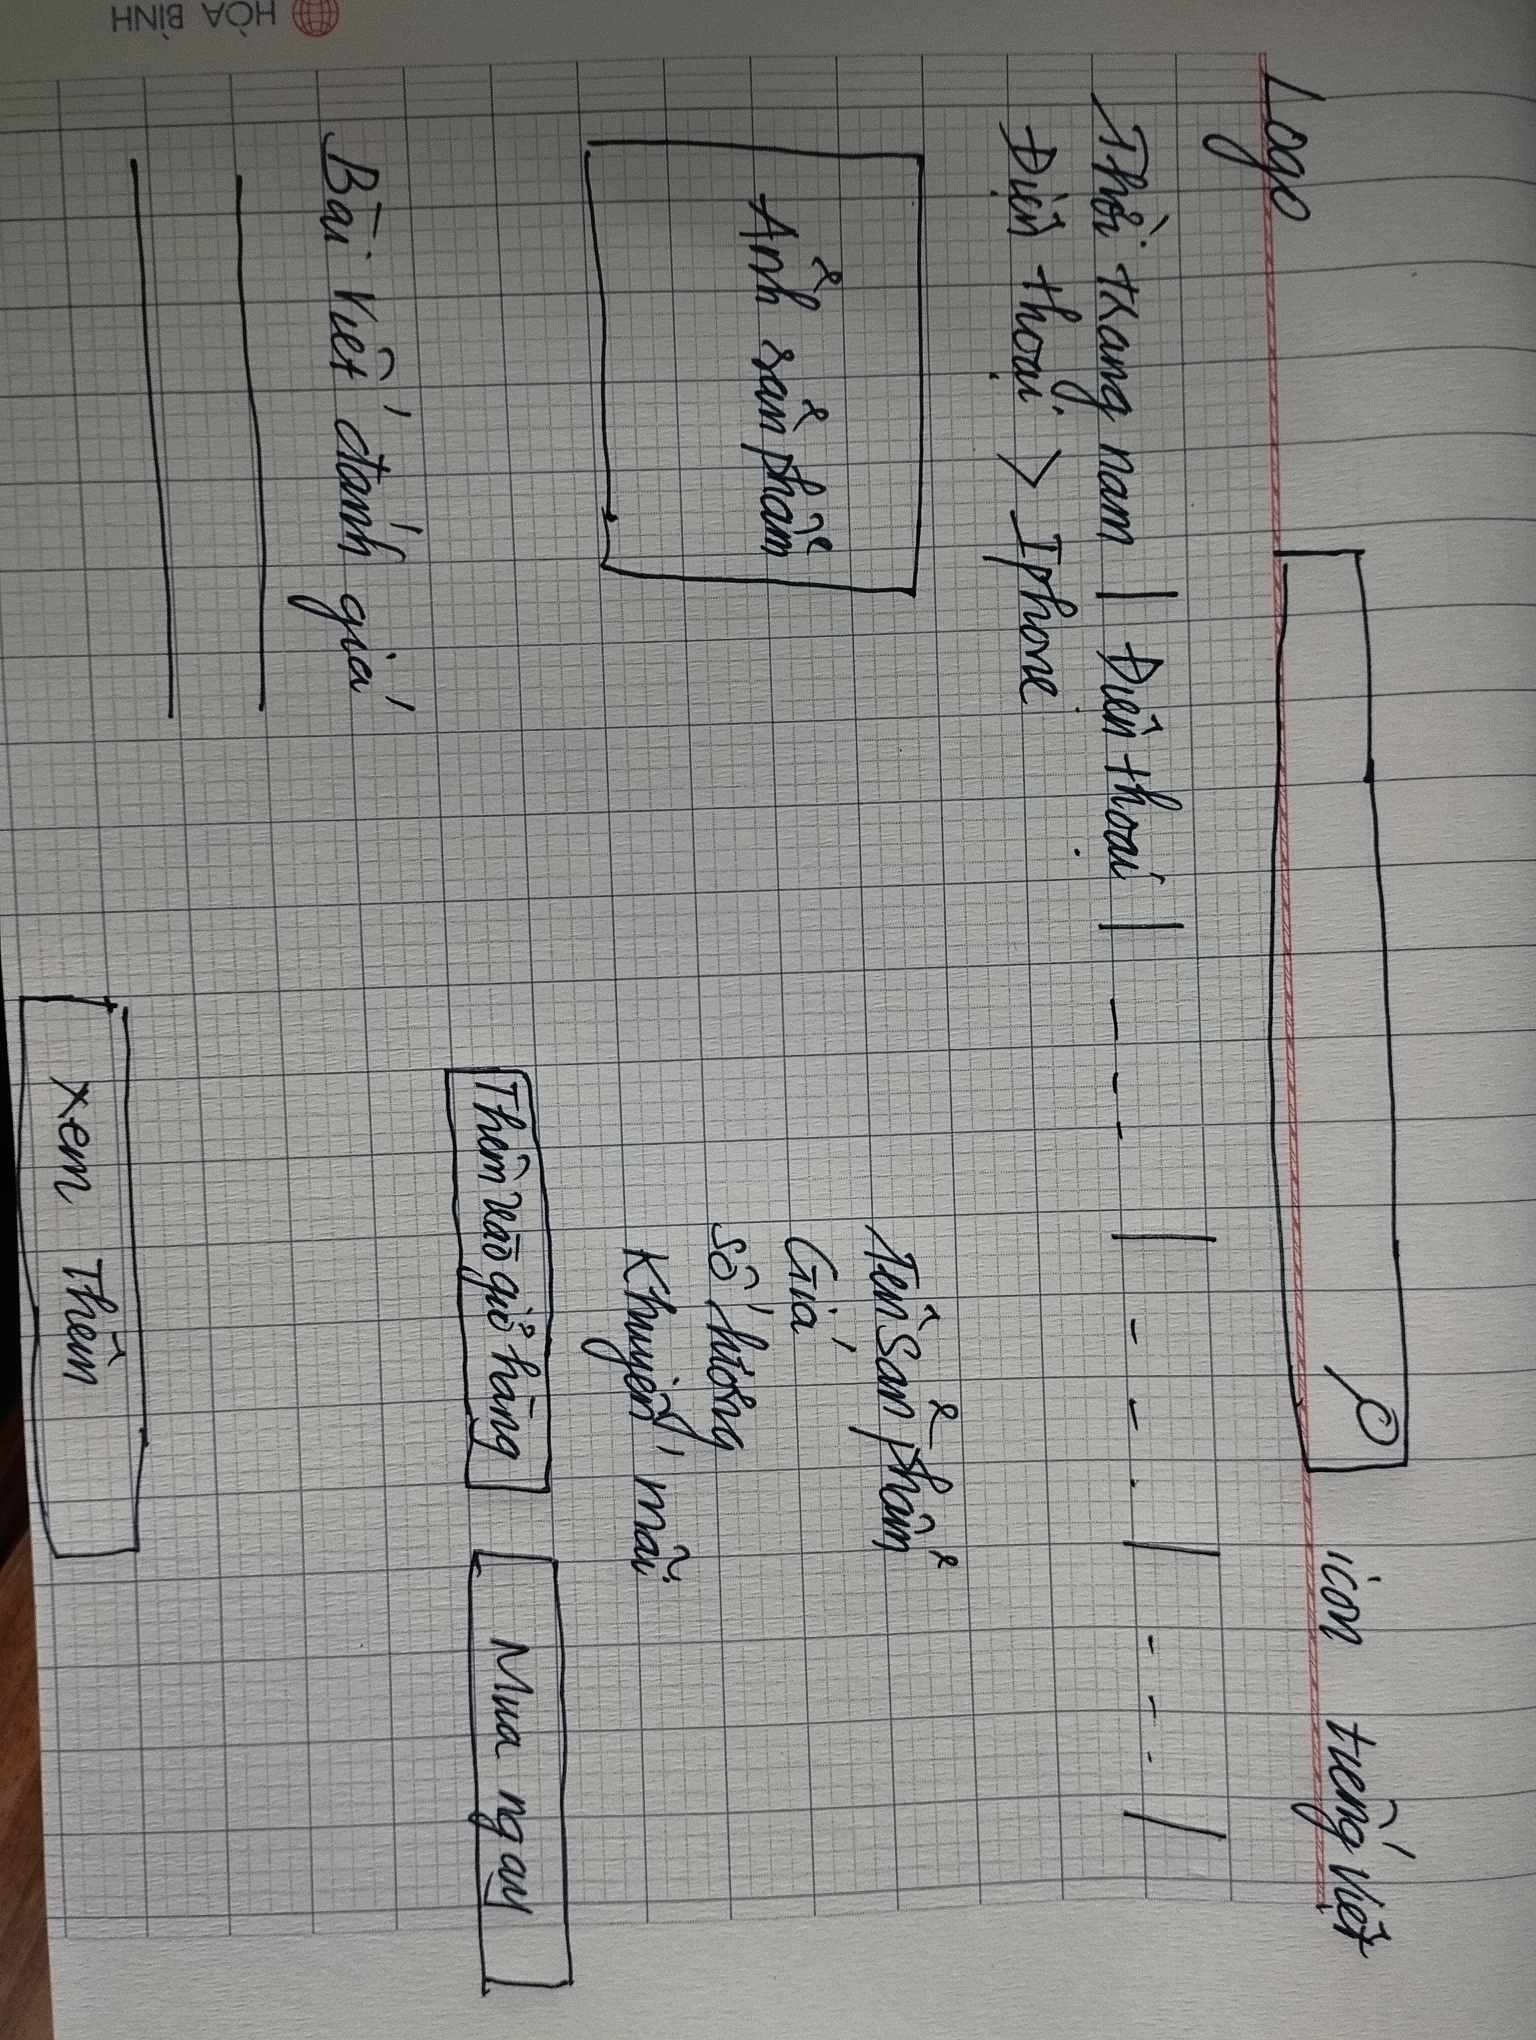 Logo
icon tiếng việt
Thời trang nam | Điện thoại | - - - | - - - | - - - |
Điện thoại > Iphone
Ảnh sản phẩm
Tên sản phẩm
Giá
số lượng
Khuyến mãi
Thêm vào giỏ hàng
Mua ngay
Bài viết đánh giá
xem Thêm
HÒA BÌNH